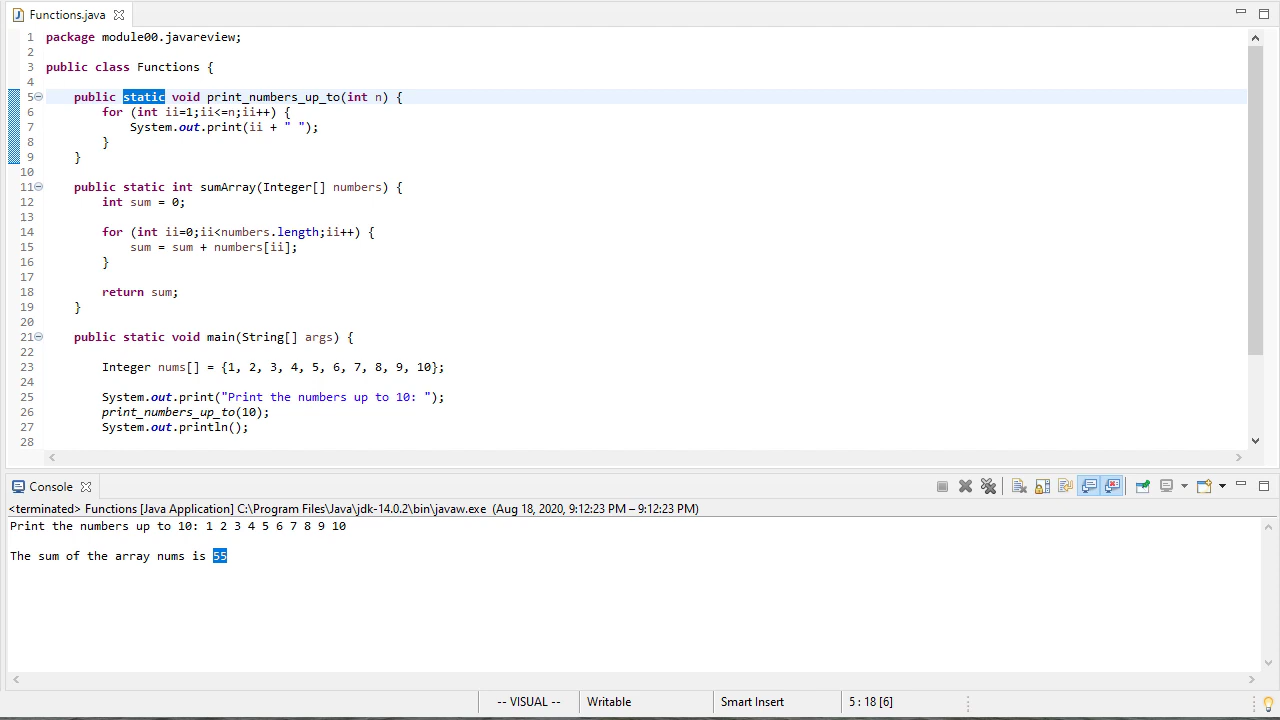 Functions.java
1 package module00.javareview;
2
3 public class Functions {
4
5 public static void print_numbers_up_to(int n) {
6 for (int ii=1;ii<=n;ii++) {
7 System.out.print(ii + " ");
8 }
9 }
10
11 public static int sumArray(Integer[] numbers) {
12 int sum = 0;
13
14 for (int ii=0;ii<numbers.length;ii++) {
15 sum = sum + numbers[ii];
16 }
17
18 return sum;
19 }
20
21 public static void main(String[] args) {
22
23 Integer nums[] = {1, 2, 3, 4, 5, 6, 7, 8, 9, 10};
24
25 System.out.print("Print the numbers up to 10: ");
26 print_numbers_up_to(10);
27 System.out.println();
28
Console
<terminated> Functions [Java Application] C:\Program Files\Java\jdk-14.0.2\bin\javaw.exe (Aug 18, 2020, 9:12:23 PM – 9:12:23 PM)
Print the numbers up to 10: 1 2 3 4 5 6 7 8 9 10
The sum of the array nums is 55
-- VISUAL -- Writable Smart Insert 5 : 18 [6]